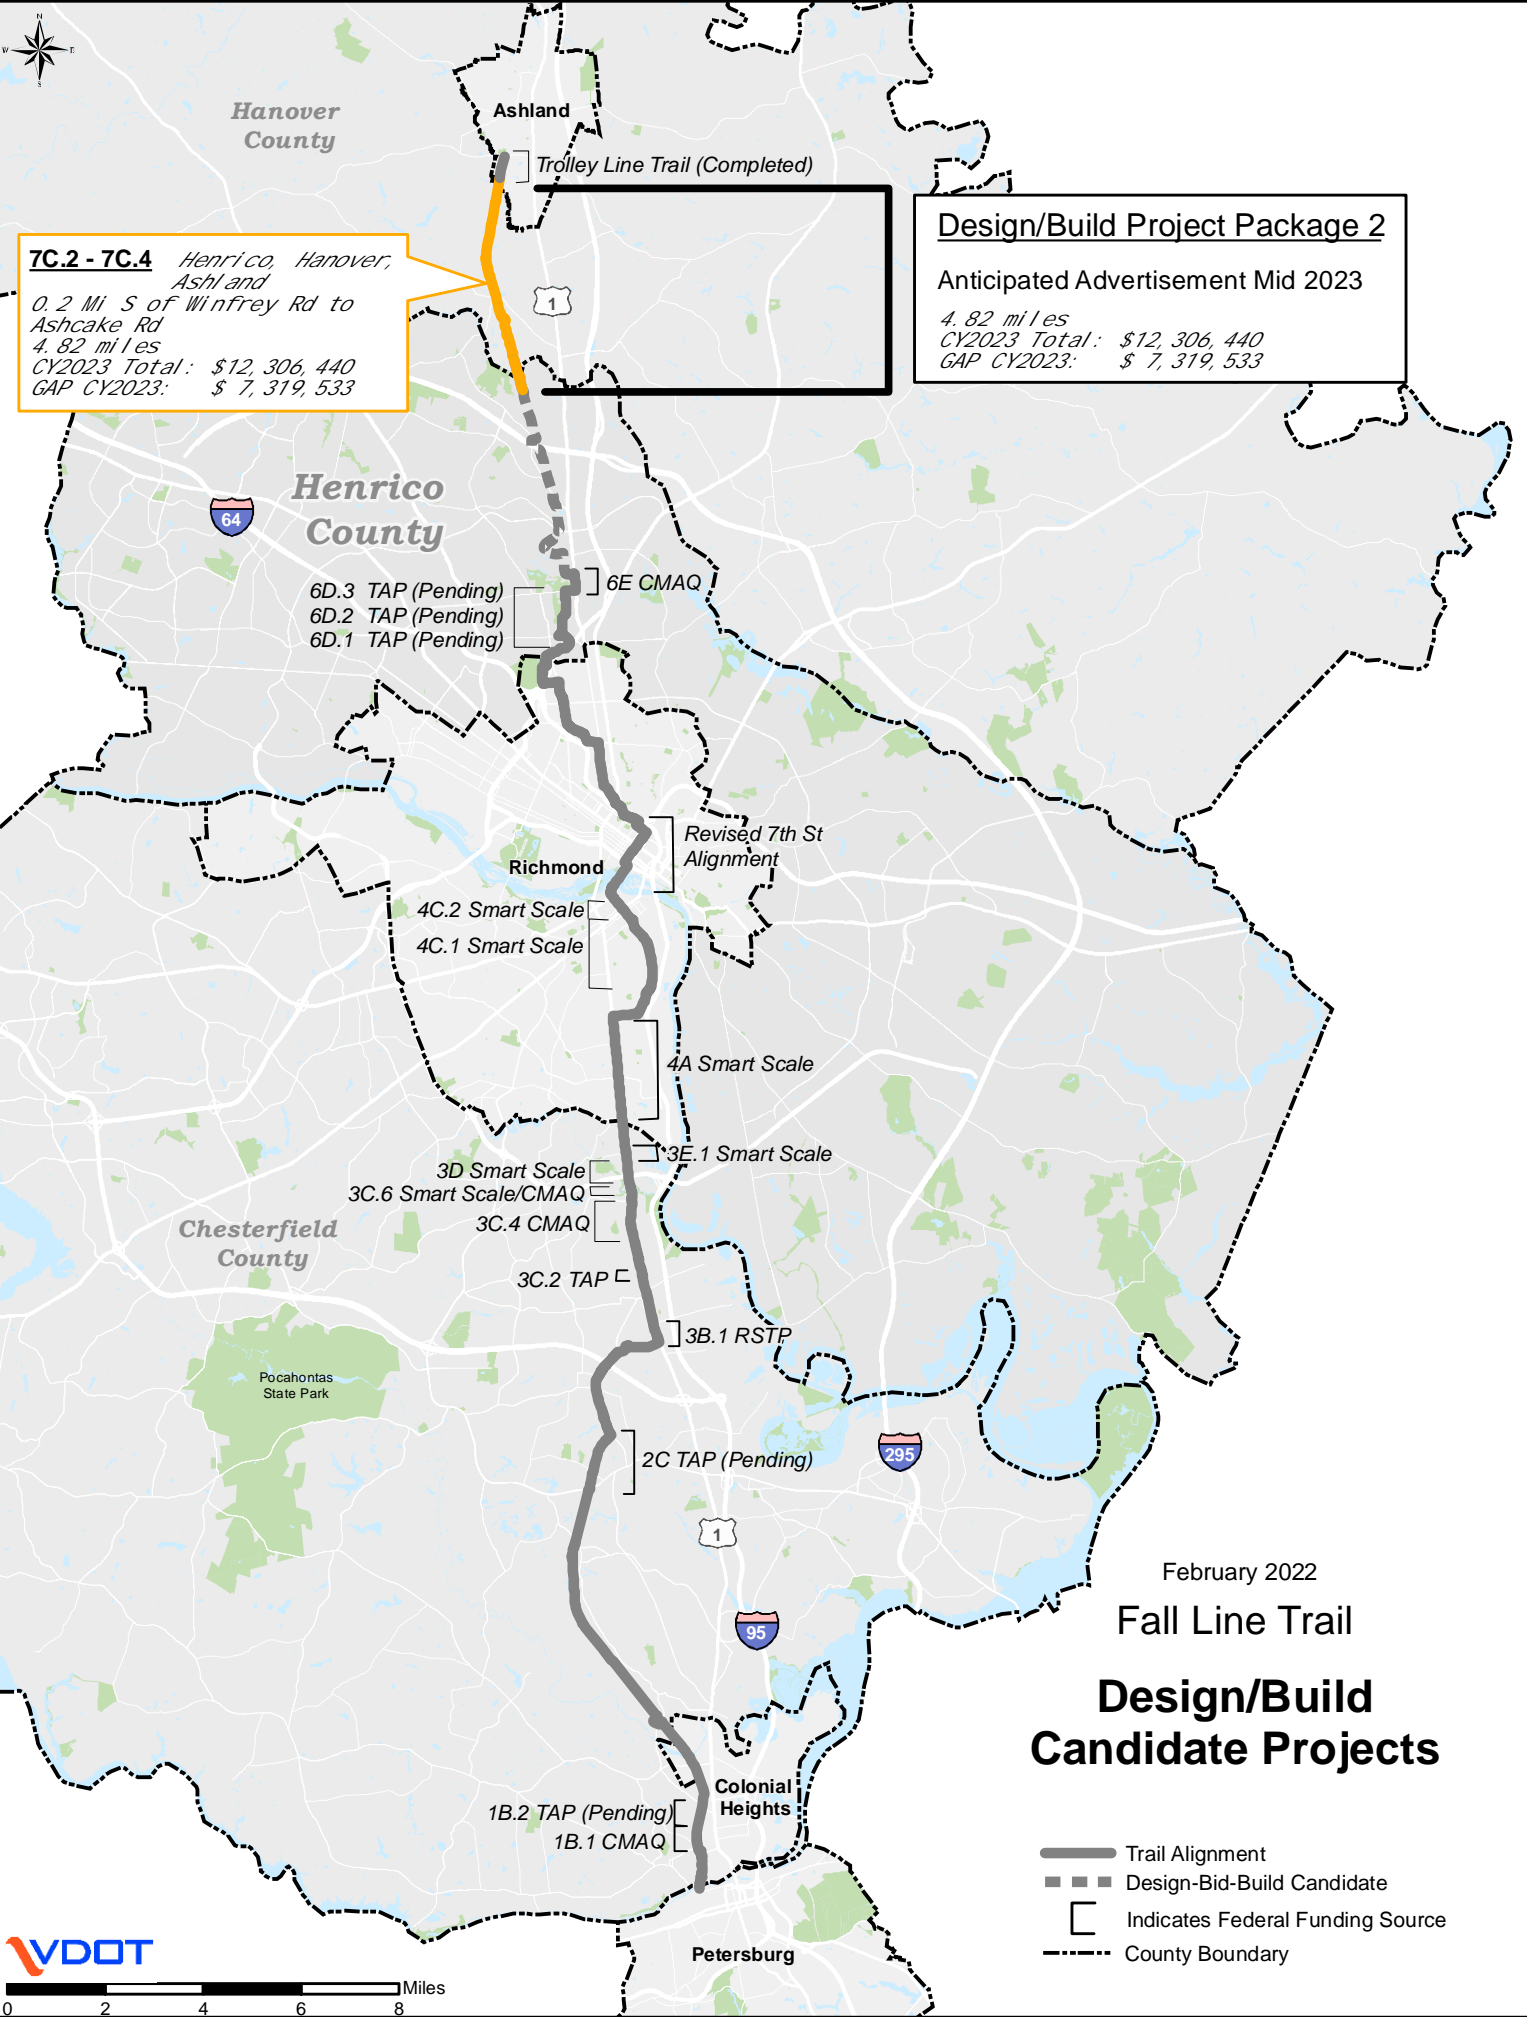 N
W
E
S
Hanover
County
Ashland
Trolley Line Trail (Completed)
7C.2 - 7C.4 Henrico, Hanover,
Ashland
0.2 Mi S of Winfrey Rd to
Ashcake Rd
4.82 miles
CY2023 Total: $12,306,440
GAP CY2023: $ 7,319,533
1
Design/Build Project Package 2
Anticipated Advertisement Mid 2023
4.82 miles
CY2023 Total: $12,306,440
GAP CY2023: $ 7,319,533
Henrico
County
64
6E CMAQ
6D.3 TAP (Pending)
6D.2 TAP (Pending)
6D.1 TAP (Pending)
Revised 7th St
Alignment
Richmond
4C.2 Smart Scale
4C.1 Smart Scale
4A Smart Scale
3E.1 Smart Scale
3D Smart Scale
3C.6 Smart Scale/CMAQ
3C.4 CMAQ
Chesterfield
County
3C.2 TAP
3B.1 RSTP
Pocahontas
State Park
2C TAP (Pending)
295
1
95
February 2022
Fall Line Trail
Design/Build
Candidate Projects
Colonial
Heights
1B.2 TAP (Pending)
1B.1 CMAQ
Trail Alignment
Design-Bid-Build Candidate
Indicates Federal Funding Source
County Boundary
Petersburg
VDOT
Miles
0 2 4 6 8